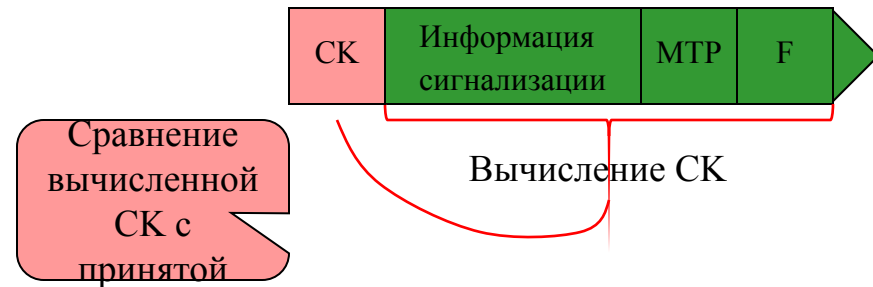 СК
Информация
сигнализации
МТР
F
Сравнение
вычисленной
СК с
принятой
Вычисление СК